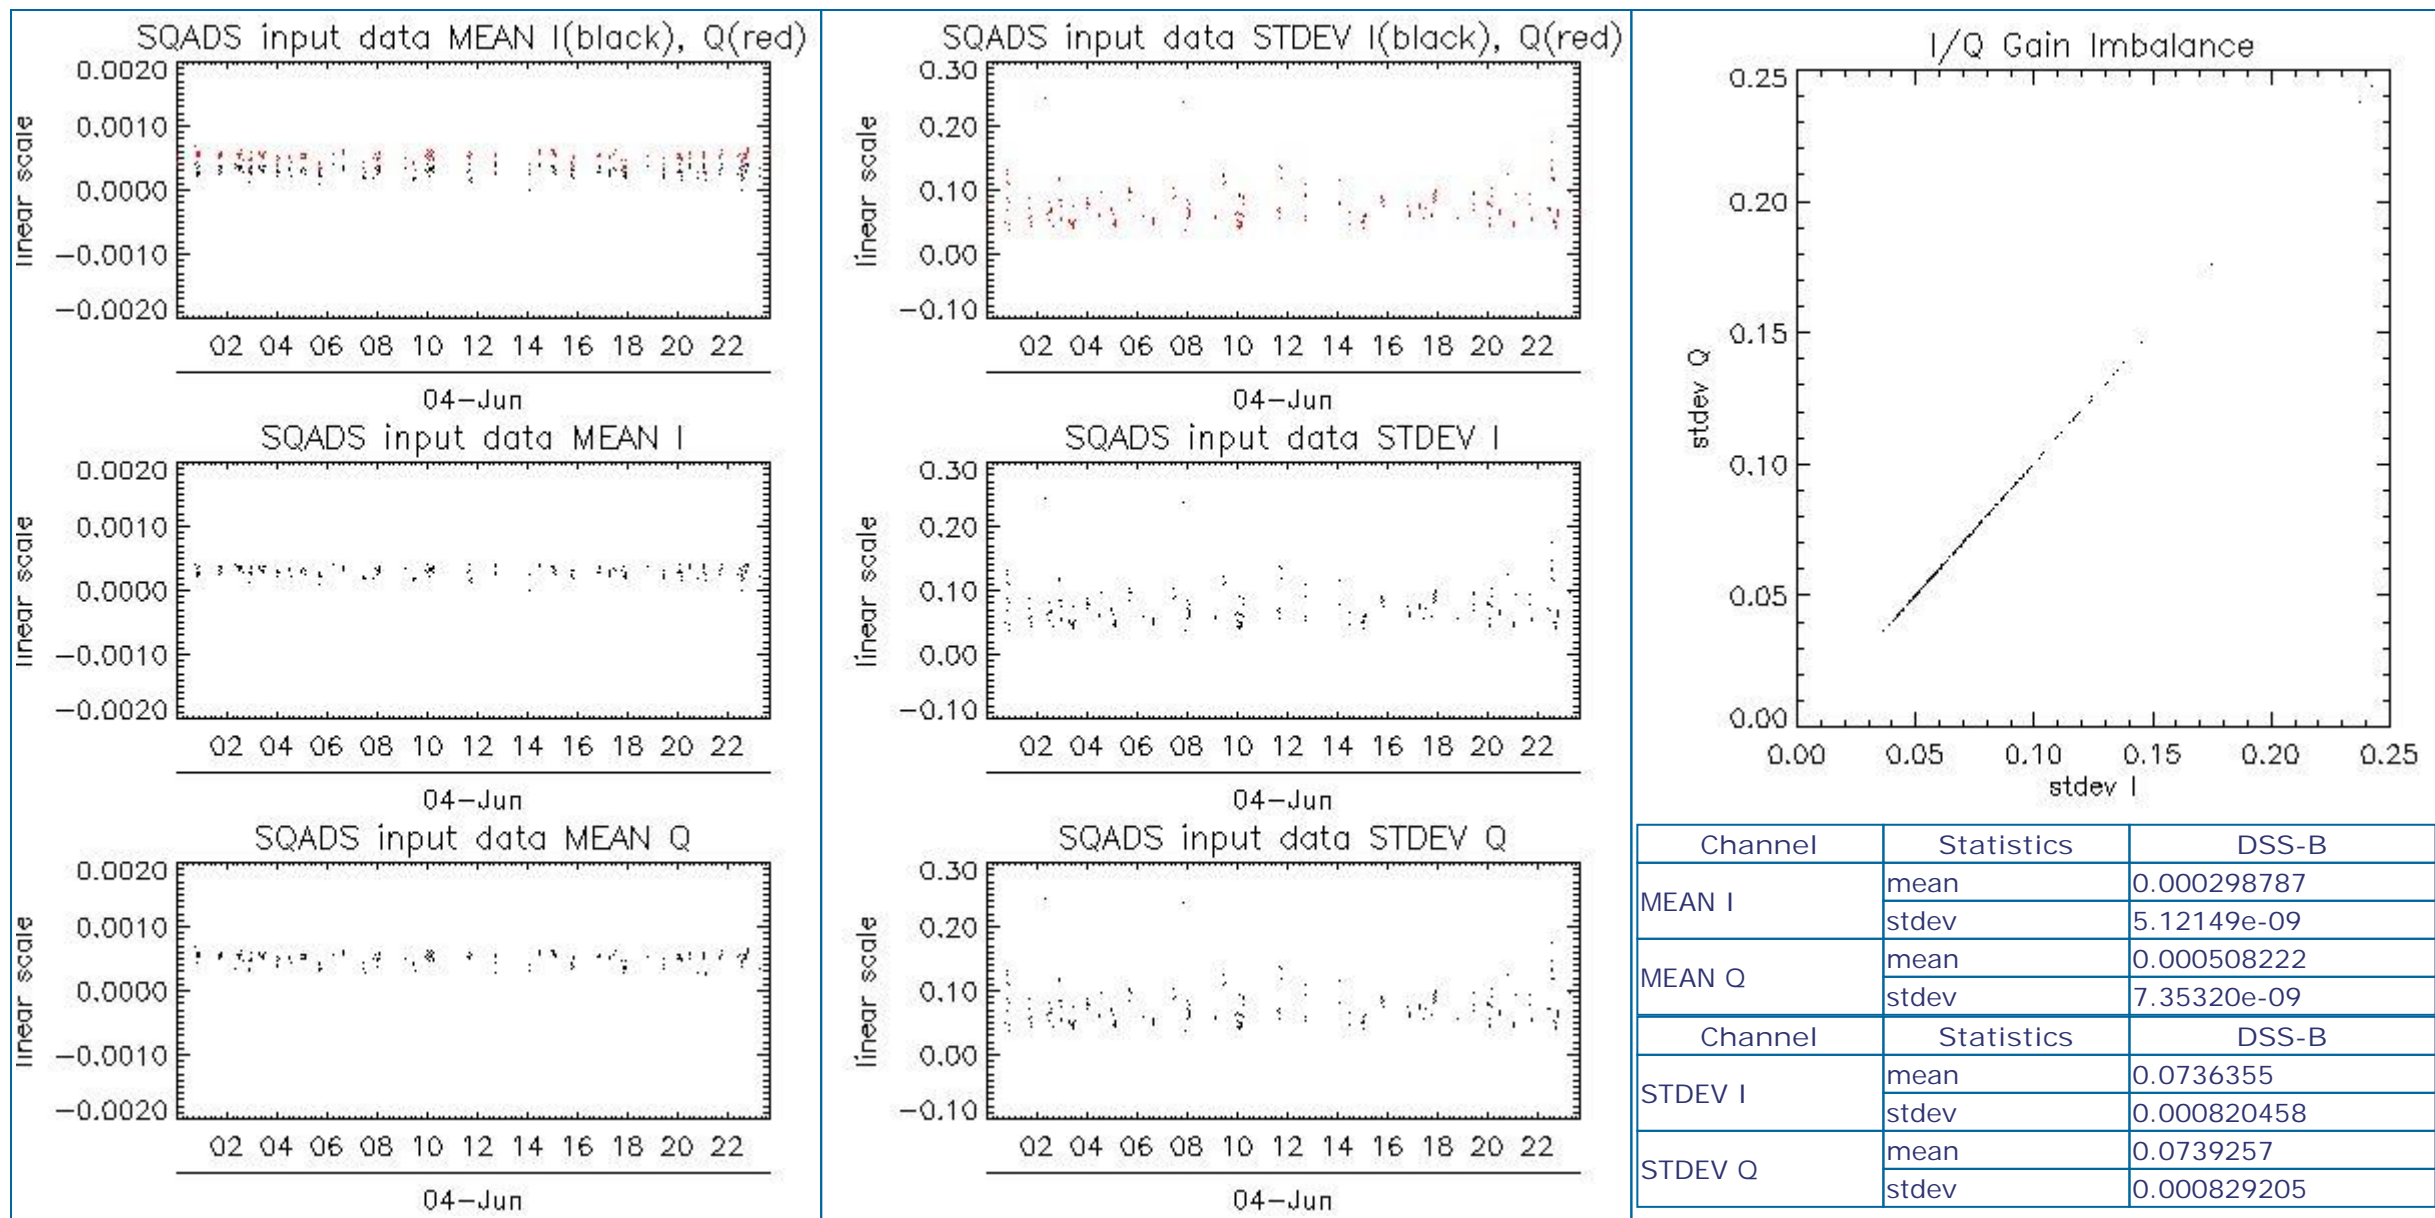 SQADS input data MEAN I(black), Q(red)
0.0020
0.0010
0.0000
−0.0010
−0.0020
linear scale
02 04 06 08 10 12 14 16 18 20 22
04−Jun
SQADS input data MEAN I
0.0020
0.0010
0.0000
−0.0010
−0.0020
linear scale
02 04 06 08 10 12 14 16 18 20 22
04−Jun
SQADS input data MEAN Q
0.0020
0.0010
0.0000
−0.0010
−0.0020
linear scale
02 04 06 08 10 12 14 16 18 20 22
04−Jun
SQADS input data STDEV I(black), Q(red)
0.30
0.20
0.10
0.00
−0.10
linear scale
02 04 06 08 10 12 14 16 18 20 22
04−Jun
SQADS input data STDEV I
0.30
0.20
0.10
0.00
−0.10
linear scale
02 04 06 08 10 12 14 16 18 20 22
04−Jun
SQADS input data STDEV Q
0.30
0.20
0.10
0.00
−0.10
linear scale
02 04 06 08 10 12 14 16 18 20 22
04−Jun
I/Q Gain Imbalance
0.25
0.20
0.15
0.10
0.05
0.00
stdev Q
0.00 0.05 0.10 0.15 0.20 0.25
stdev I
Channel Statistics DSS-B
MEAN I mean 0.000298787
stdev 5.12149e-09
MEAN Q mean 0.000508222
stdev 7.35320e-09
Channel Statistics DSS-B
STDEV I mean 0.0736355
stdev 0.000820458
STDEV Q mean 0.0739257
stdev 0.000829205